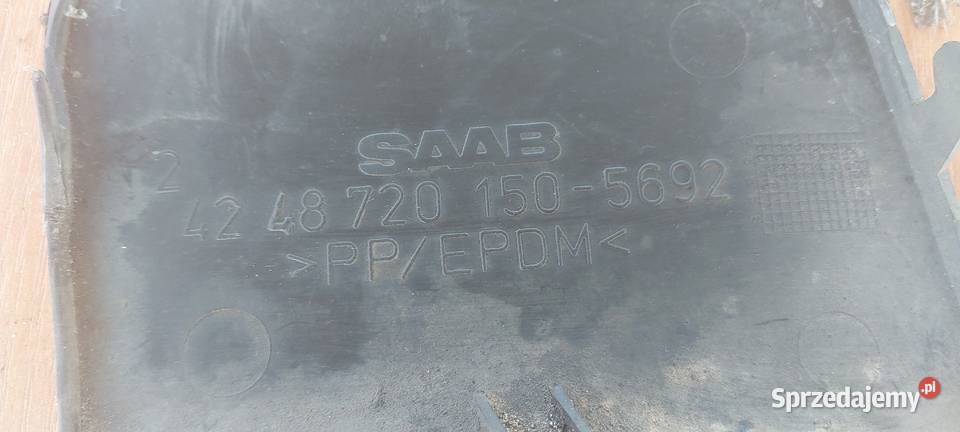 SAAB
2
42 48 720 150-5692
>PP/EPDM<
Sprzedajemy.pl